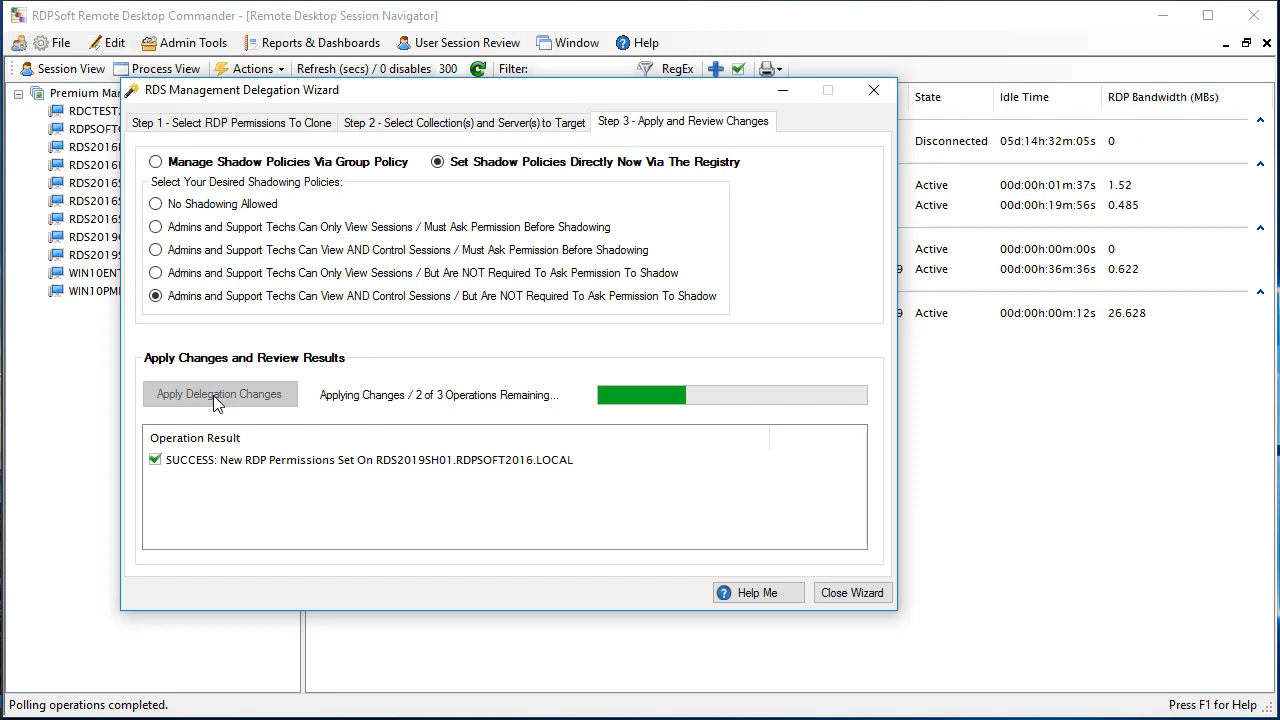 RDPSoft Remote Desktop Commander - [Remote Desktop Session Navigator]
File Edit Admin Tools Reports & Dashboards User Session Review Window Help
Session View Process View Actions Refresh (secs) / 0 disables 300 Filter: RegEx
Premium Mar
RDCTEST2
RDPSOFT
RDS2016
RDS2016
RDS2016S
RDS2016S
RDS2016S
RDS2019
RDS2019S
WIN10ENT
WIN10PM
State Idle Time RDP Bandwidth (MBs)
Disconnected 05d:14h:32m:05s 0
Active 00d:00h:01m:37s 1.52
Active 00d:00h:19m:56s 0.485
Active 00d:00h:00m:00s 0
9 Active 00d:00h:36m:36s 0.622
9 Active 00d:00h:00m:12s 26.628
RDS Management Delegation Wizard
Step 1 - Select RDP Permissions To Clone Step 2 - Select Collection(s) and Server(s) to Target Step 3 - Apply and Review Changes
Manage Shadow Policies Via Group Policy Set Shadow Policies Directly Now Via The Registry
Select Your Desired Shadowing Policies:
No Shadowing Allowed
Admins and Support Techs Can Only View Sessions / Must Ask Permission Before Shadowing
Admins and Support Techs Can View AND Control Sessions / Must Ask Permission Before Shadowing
Admins and Support Techs Can Only View Sessions / But Are NOT Required To Ask Permission To Shadow
Admins and Support Techs Can View AND Control Sessions / But Are NOT Required To Ask Permission To Shadow
Apply Changes and Review Results
Apply Delegation Changes Applying Changes / 2 of 3 Operations Remaining...
Operation Result
SUCCESS: New RDP Permissions Set On RDS2019SH01.RDPSOFT2016.LOCAL
Help Me Close Wizard
Polling operations completed. Press F1 for Help